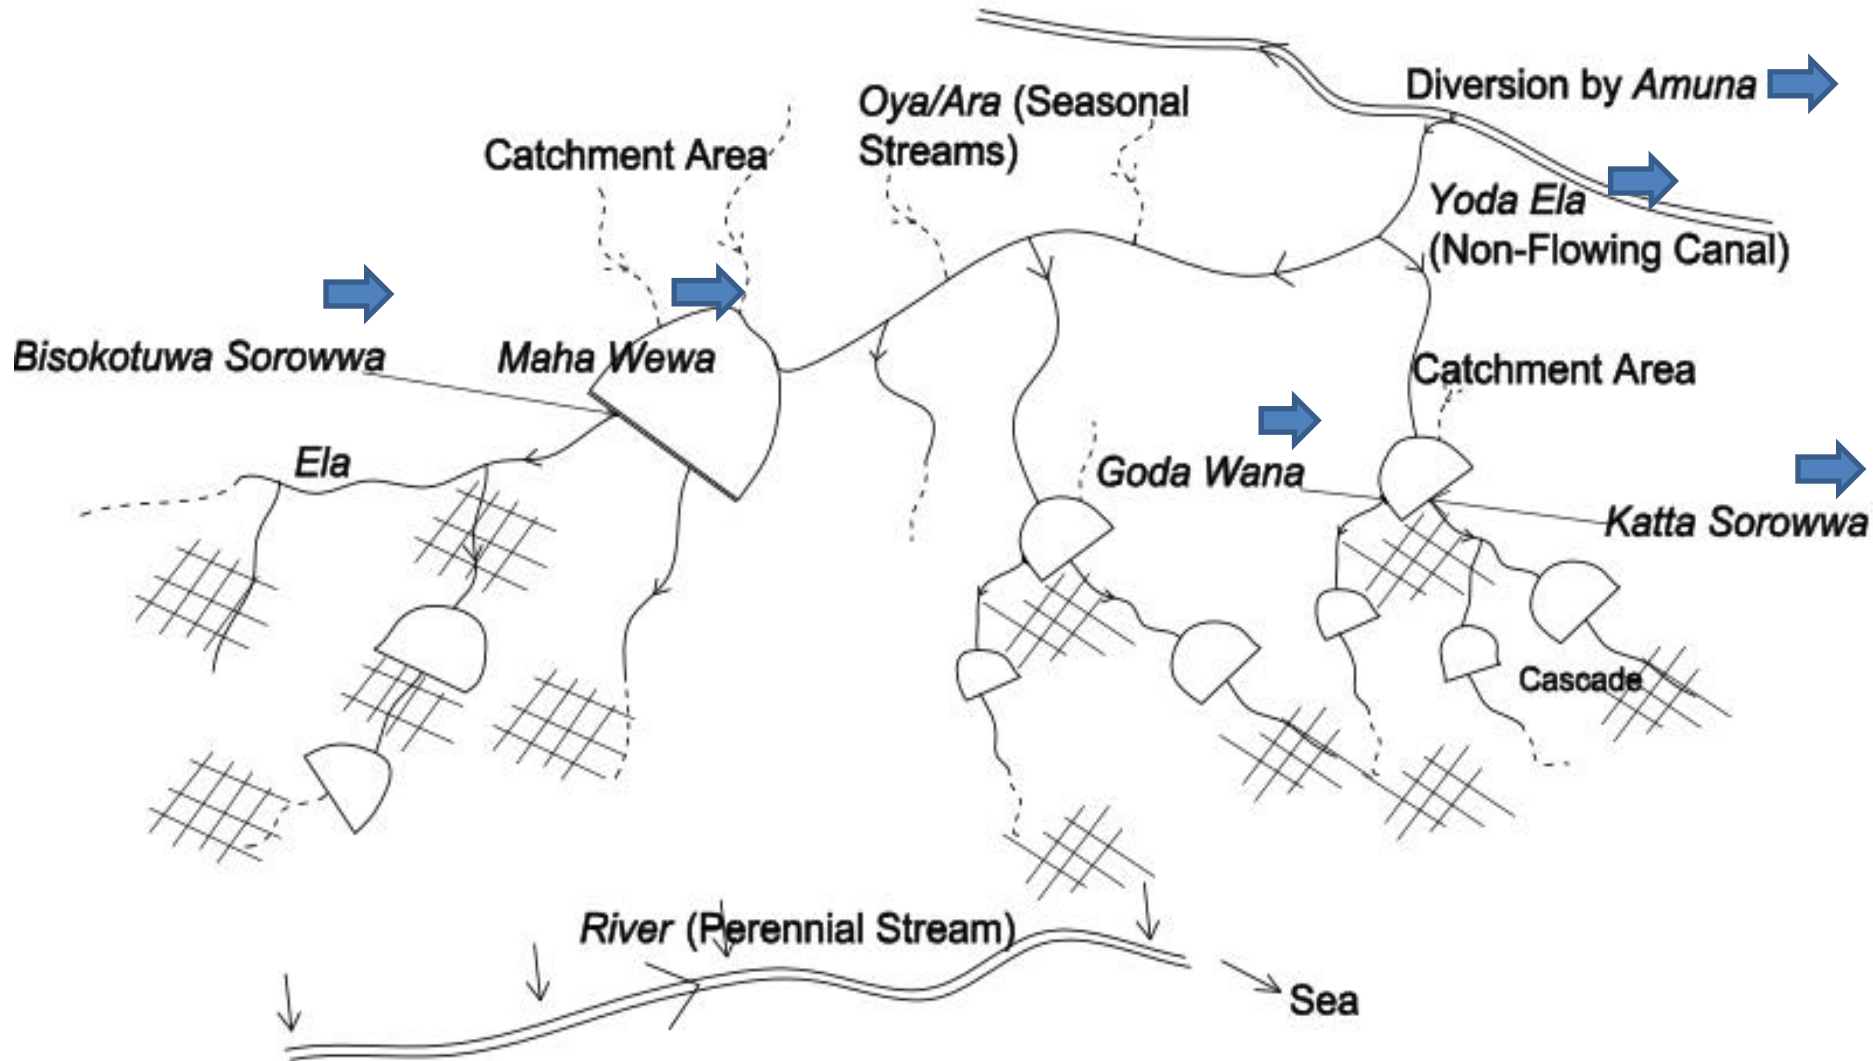 Diversion by Amuna
Oya/Ara (Seasonal
Streams)
Catchment Area
Yoda Ela
(Non-Flowing Canal)
Bisokotuwa Sorowwa
Maha Wewa
Catchment Area
Ela
Goda Wana
Katta Sorowwa
Cascade
River (Perennial Stream)
Sea